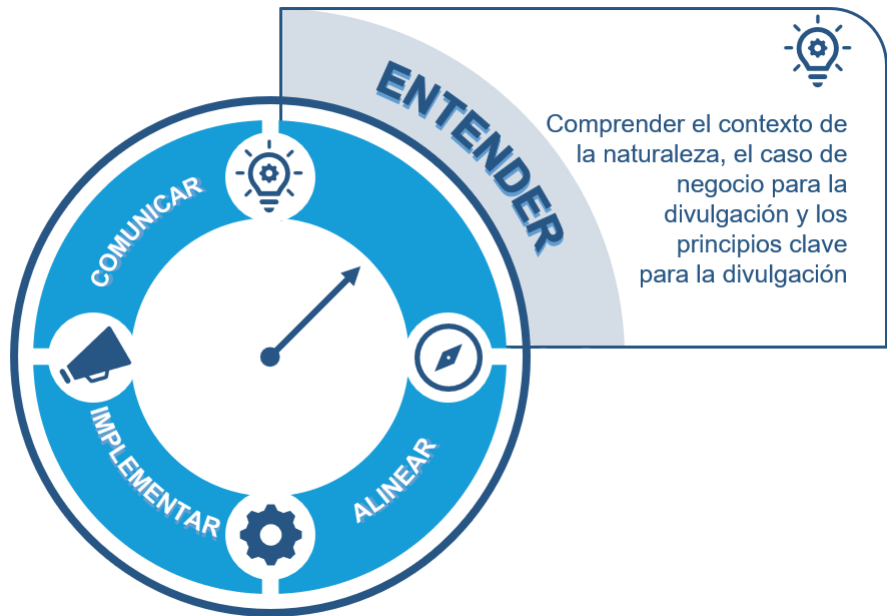 ENTENDER
Comprender el contexto de
la naturaleza, el caso de
negocio para la
divulgación y los
principios clave
para la divulgación
COMUNICAR
IMPLEMENTAR
ALINEAR